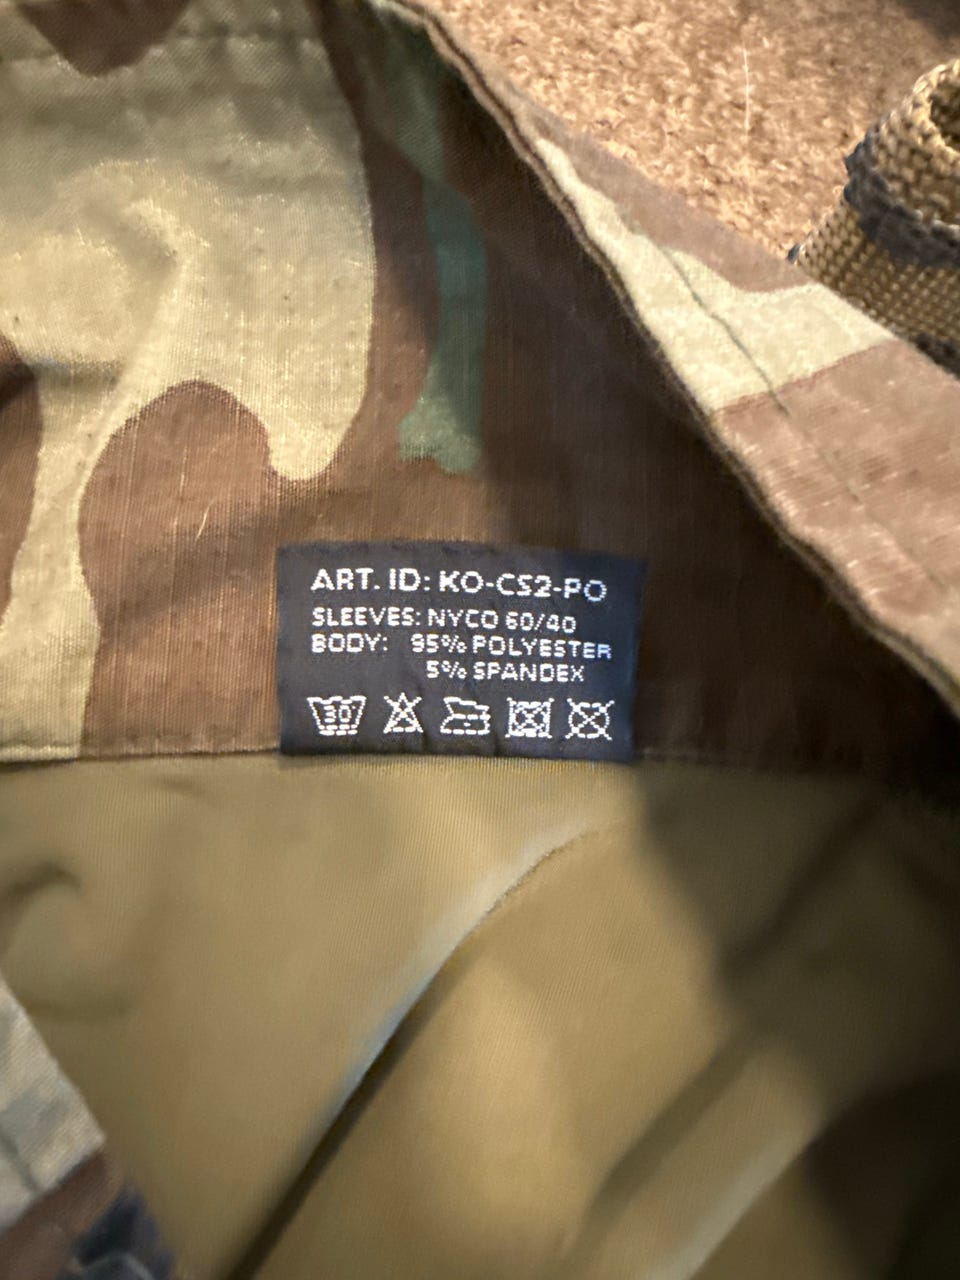 ART. ID: KO-CS2-PO
SLEEVES: NYCO 60/40
BODY: 95% POLYESTER
5% SPANDEX
30